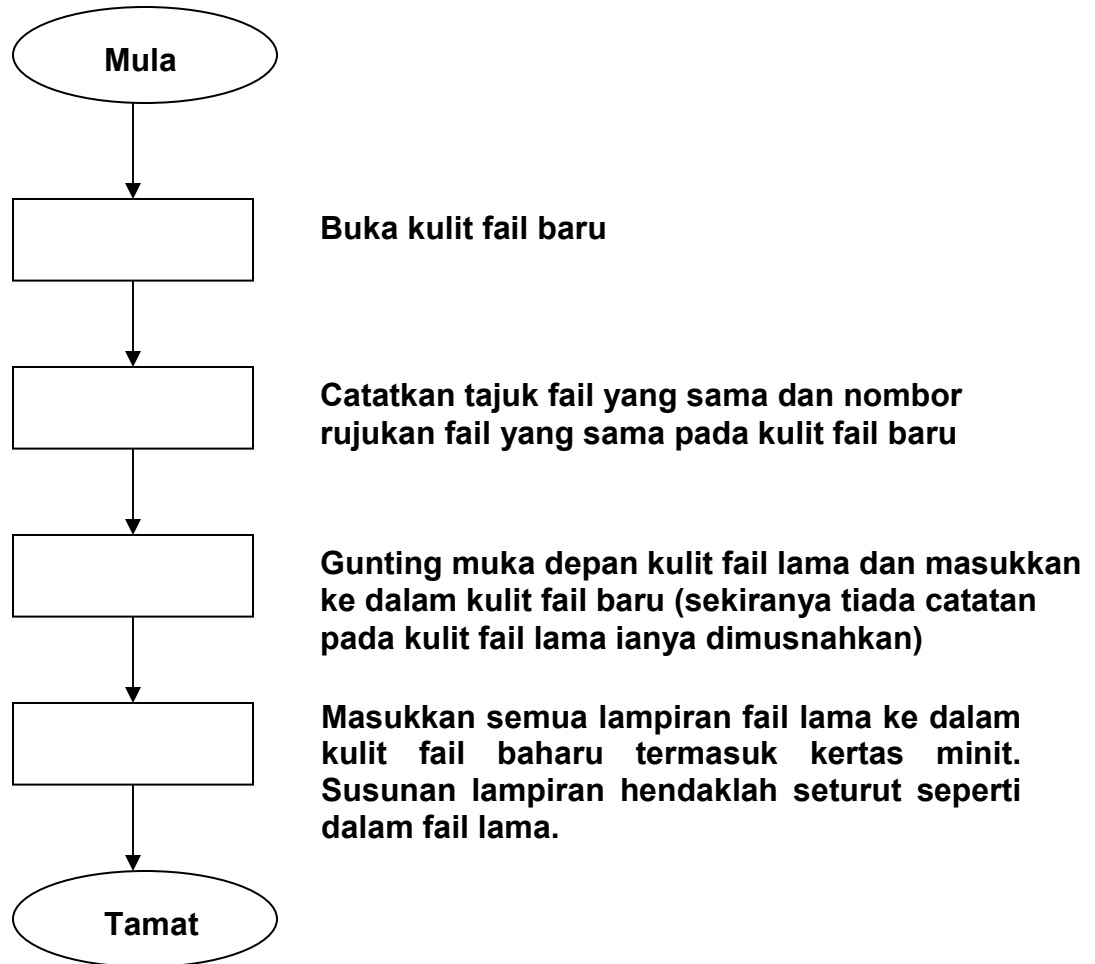 Mula
Buka kulit fail baru
Catatkan tajuk fail yang sama dan nombor
rujukan fail yang sama pada kulit fail baru
Gunting muka depan kulit fail lama dan masukkan
ke dalam kulit fail baru (sekiranya tiada catatan
pada kulit fail lama ianya dimusnahkan)
Masukkan semua lampiran fail lama ke dalam
kulit fail baharu termasuk kertas minit.
Susunan lampiran hendaklah seturut seperti
dalam fail lama.
Tamat